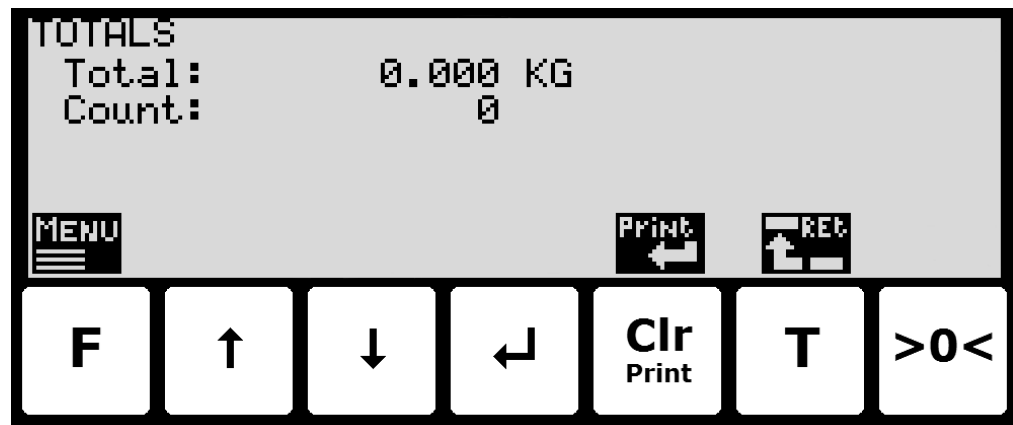 TOTALS
Total: 0.000 KG
Count: 0
MENU Print REt
F ↑ ↓ ↵ Clr T >0<
Print